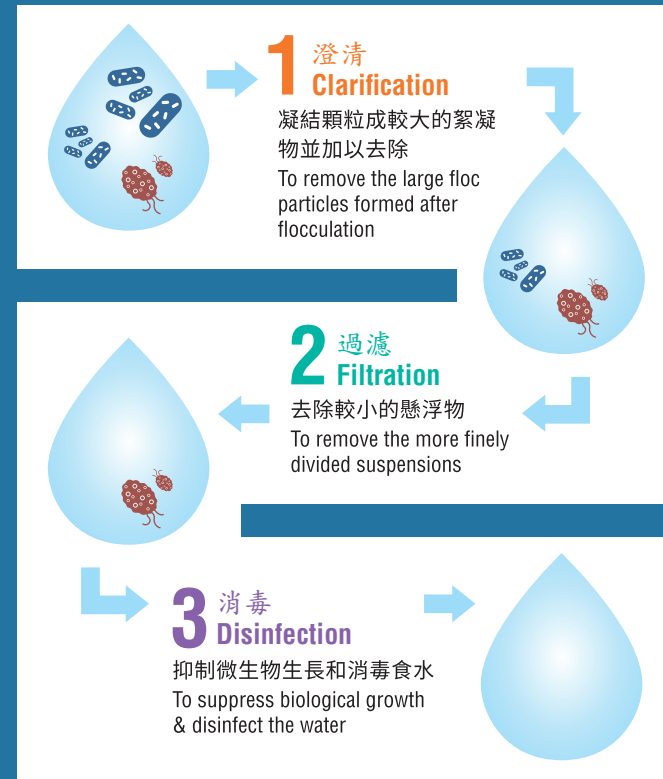 1
澄清
Clarification
凝結顆粒成較大的絮凝
物並加以去除
To remove the large floc
particles formed after
flocculation
2
過濾
Filtration
去除較小的懸浮物
To remove the more finely
divided suspensions
3
消毒
Disinfection
抑制微生物生長和消毒食水
To suppress biological growth
& disinfect the water